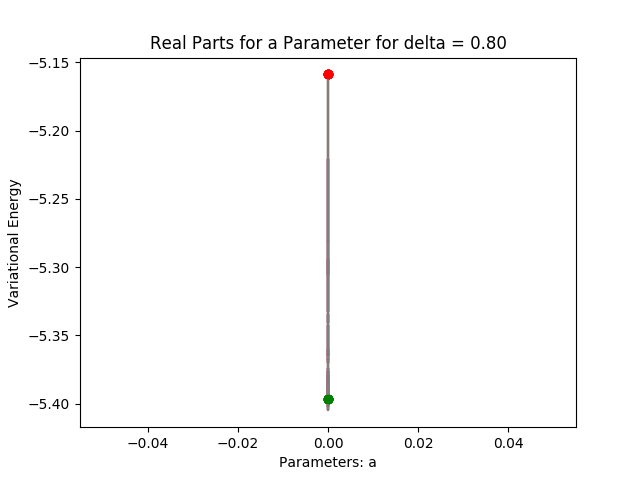 Real Parts for a Parameter for delta = 0.80
−5.15
−5.20
−5.25
−5.30
−5.35
−5.40
Variational Energy
−0.04 −0.02 0.00 0.02 0.04
Parameters: a